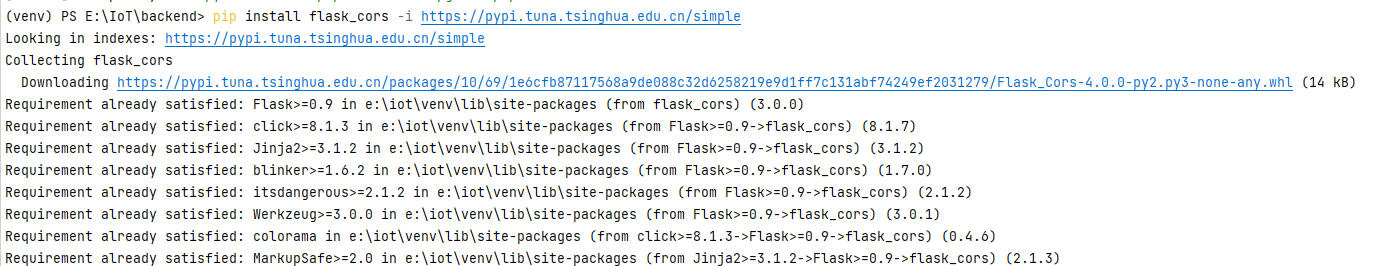 (venv) PS E:\IoT\backend> pip install flask_cors -i https://pypi.tuna.tsinghua.edu.cn/simple
Looking in indexes: https://pypi.tuna.tsinghua.edu.cn/simple
Collecting flask_cors
  Downloading https://pypi.tuna.tsinghua.edu.cn/packages/10/69/1e6cfb87117568a9de088c32d6258219e9d1ff7c131abf74249ef2031279/Flask_Cors-4.0.0-py2.py3-none-any.whl (14 kB)
Requirement already satisfied: Flask>=0.9 in e:\iot\venv\lib\site-packages (from flask_cors) (3.0.0)
Requirement already satisfied: click>=8.1.3 in e:\iot\venv\lib\site-packages (from Flask>=0.9->flask_cors) (8.1.7)
Requirement already satisfied: Jinja2>=3.1.2 in e:\iot\venv\lib\site-packages (from Flask>=0.9->flask_cors) (3.1.2)
Requirement already satisfied: blinker>=1.6.2 in e:\iot\venv\lib\site-packages (from Flask>=0.9->flask_cors) (1.7.0)
Requirement already satisfied: itsdangerous>=2.1.2 in e:\iot\venv\lib\site-packages (from Flask>=0.9->flask_cors) (2.1.2)
Requirement already satisfied: Werkzeug>=3.0.0 in e:\iot\venv\lib\site-packages (from Flask>=0.9->flask_cors) (3.0.1)
Requirement already satisfied: colorama in e:\iot\venv\lib\site-packages (from click>=8.1.3->Flask>=0.9->flask_cors) (0.4.6)
Requirement already satisfied: MarkupSafe>=2.0 in e:\iot\venv\lib\site-packages (from Jinja2>=3.1.2->Flask>=0.9->flask_cors) (2.1.3)